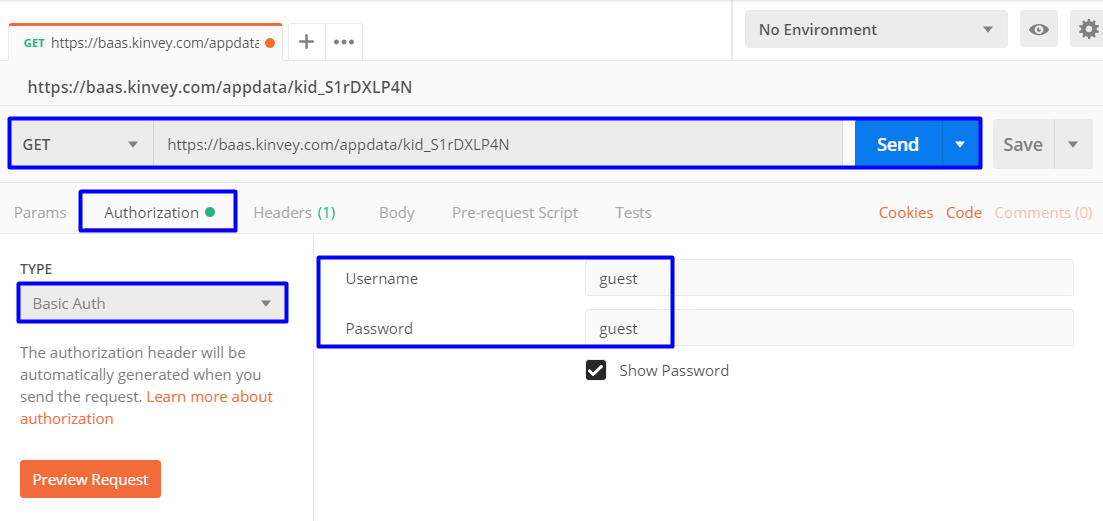 GET https://baas.kinvey.com/appdata
No Environment
https://baas.kinvey.com/appdata/kid_S1rDXLP4N
GET https://baas.kinvey.com/appdata/kid_S1rDXLP4N Send Save
Params Authorization Headers (1) Body Pre-request Script Tests Cookies Code Comments (0)
TYPE
Basic Auth
The authorization header will be
automatically generated when you
send the request. Learn more about
authorization
Preview Request
Username guest
Password guest
Show Password